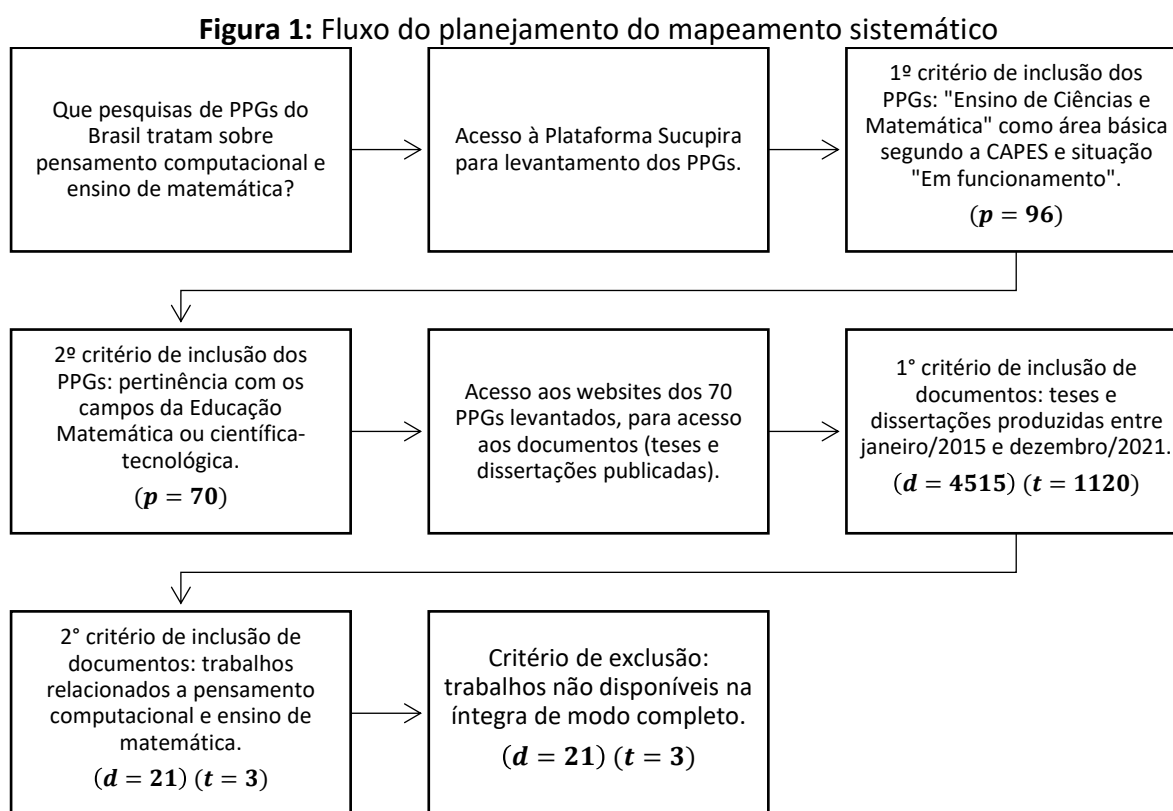 Figura 1: Fluxo do planejamento do mapeamento sistemático
Que pesquisas de PPGs do
Brasil tratam sobre
pensamento computacional e
ensino de matemática?
Acesso à Plataforma Sucupira
para levantamento dos PPGs.
1º critério de inclusão dos
PPGs: "Ensino de Ciências e
Matemática" como área básica
segundo a CAPES e situação
"Em funcionamento".
(p = 96)
2º critério de inclusão dos
PPGs: pertinência com os
campos da Educação
Matemática ou científica-
tecnológica.
(p = 70)
Acesso aos websites dos 70
PPGs levantados, para acesso
aos documentos (teses e
dissertações publicadas).
1° critério de inclusão de
documentos: teses e
dissertações produzidas entre
janeiro/2015 e dezembro/2021.
(d = 4515) (t = 1120)
2° critério de inclusão de
documentos: trabalhos
relacionados a pensamento
computacional e ensino de
matemática.
(d = 21) (t = 3)
Critério de exclusão:
trabalhos não disponíveis na
íntegra de modo completo.
(d = 21) (t = 3)